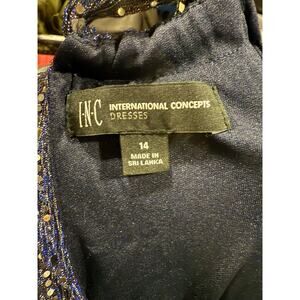 I·N·C INTERNATIONAL CONCEPTS
DRESSES
14
MADE IN
SRI LANKA